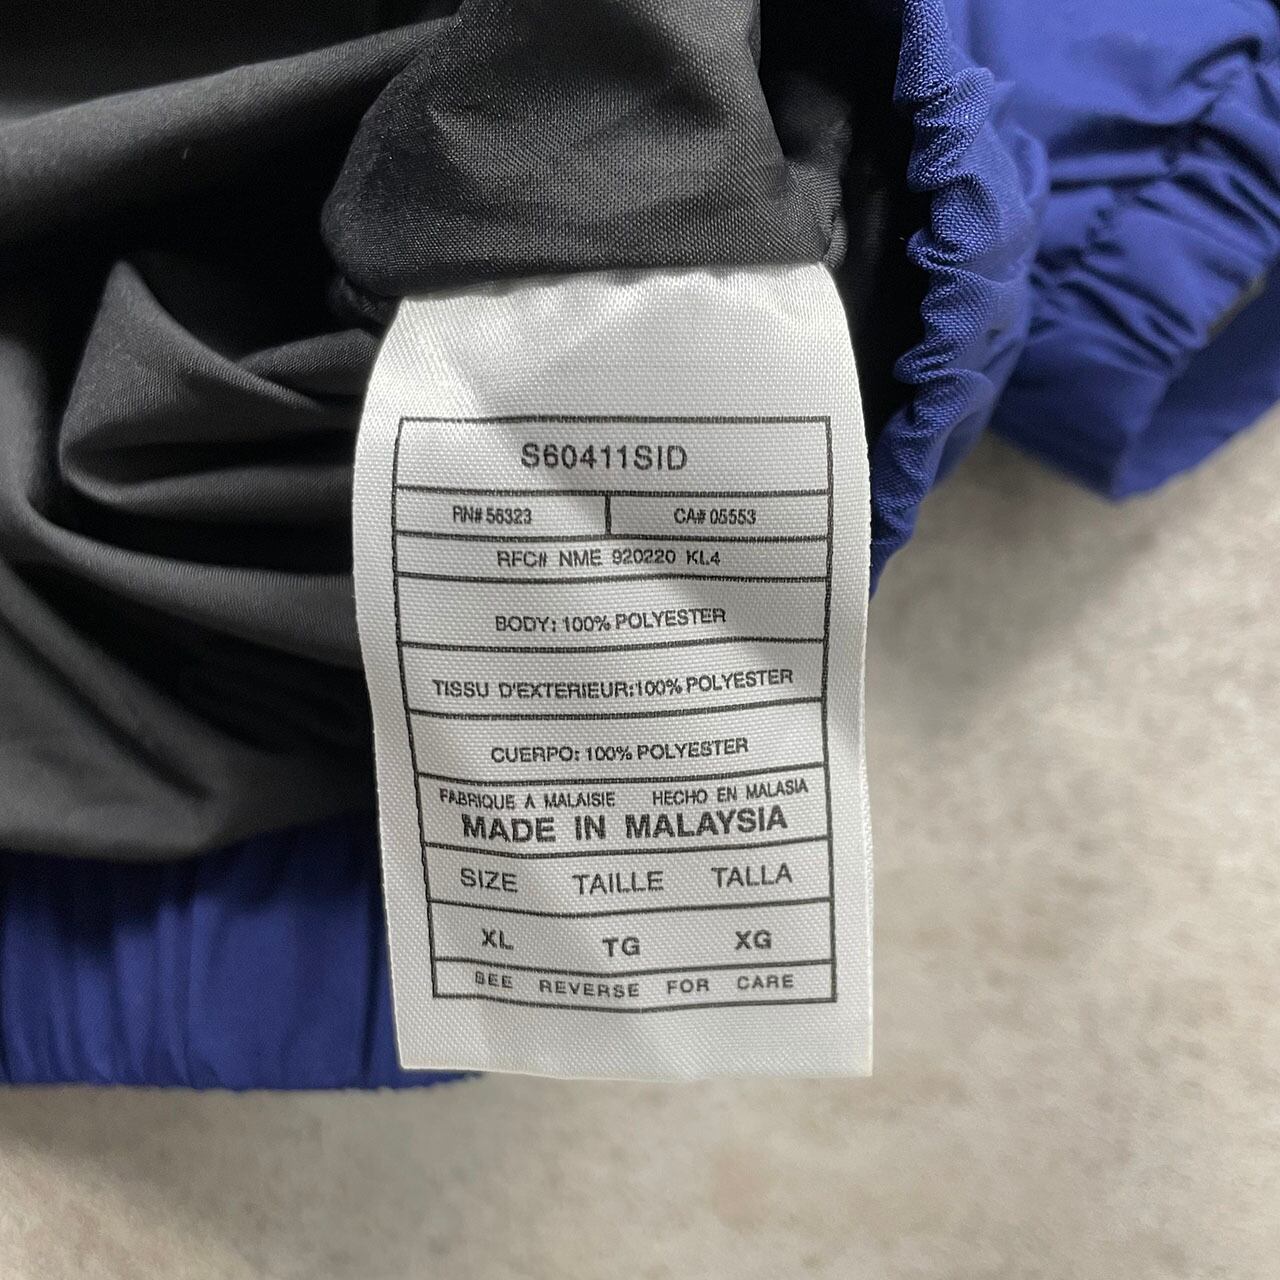 S60411SID
RN# 56323 CA# 05553
RFC# NME 920220 KL4
BODY: 100% POLYESTER
TISSU D'EXTERIEUR:100% POLYESTER
CUERPO: 100% POLYESTER
FABRIQUE A MALAISIE HECHO EN MALASIA
MADE IN MALAYSIA
SIZE TAILLE TALLA
XL TG XG
SEE REVERSE FOR CARE